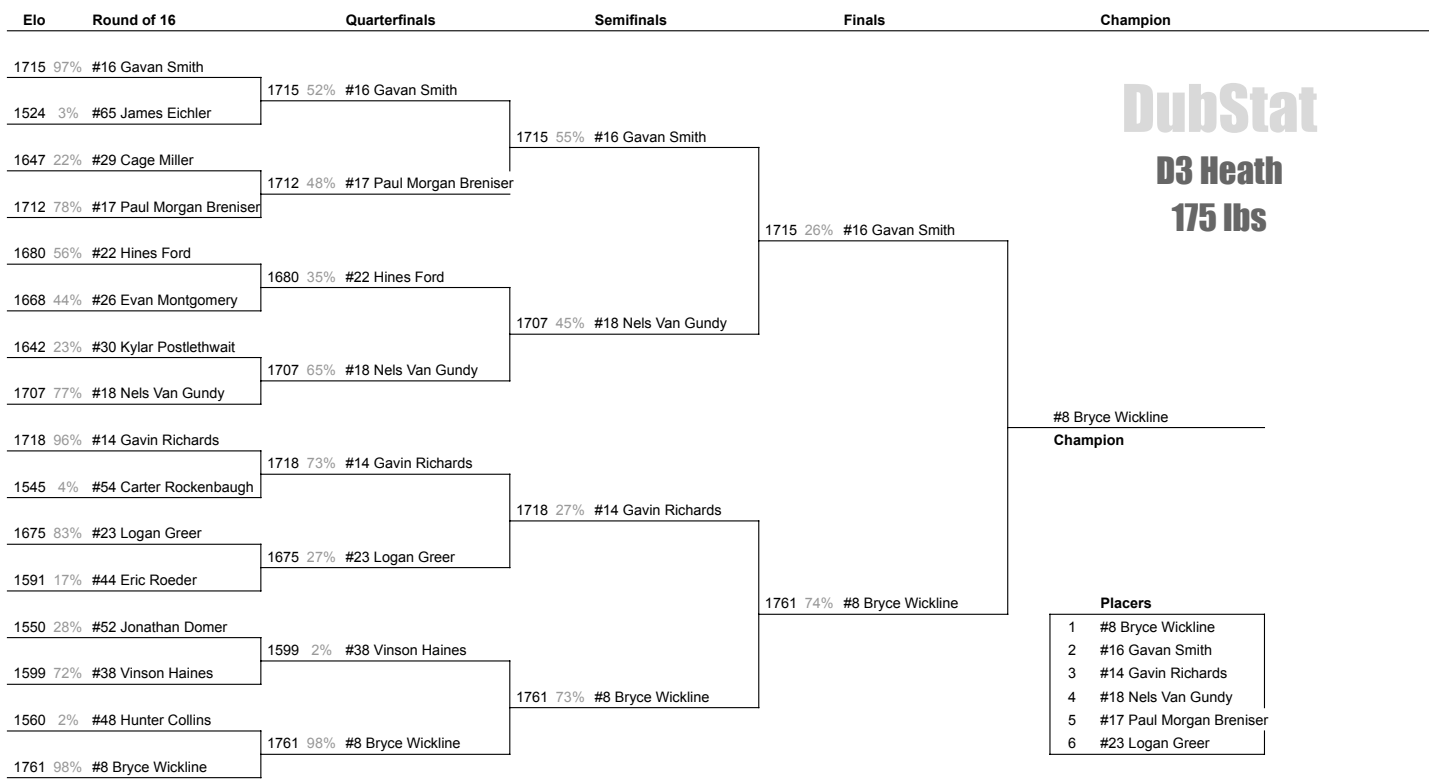 Elo Round of 16 Quarterfinals Semifinals Finals Champion
1715 97% #16 Gavan Smith
1715 52% #16 Gavan Smith
1524 3% #65 James Eichler
1715 55% #16 Gavan Smith
1647 22% #29 Cage Miller
1712 48% #17 Paul Morgan Breniser
1712 78% #17 Paul Morgan Breniser
1715 26% #16 Gavan Smith
1680 56% #22 Hines Ford
1680 35% #22 Hines Ford
1668 44% #26 Evan Montgomery
1707 45% #18 Nels Van Gundy
1642 23% #30 Kylar Postlethwait
1707 65% #18 Nels Van Gundy
1707 77% #18 Nels Van Gundy
#8 Bryce Wickline
Champion
1718 96% #14 Gavin Richards
1718 73% #14 Gavin Richards
1545 4% #54 Carter Rockenbaugh
1718 27% #14 Gavin Richards
1675 83% #23 Logan Greer
1675 27% #23 Logan Greer
1591 17% #44 Eric Roeder
1761 74% #8 Bryce Wickline
1550 28% #52 Jonathan Domer
1599 2% #38 Vinson Haines
1599 72% #38 Vinson Haines
1761 73% #8 Bryce Wickline
1560 2% #48 Hunter Collins
1761 98% #8 Bryce Wickline
1761 98% #8 Bryce Wickline
DubStat
D3 Heath
175 lbs
Placers
1 #8 Bryce Wickline
2 #16 Gavan Smith
3 #14 Gavin Richards
4 #18 Nels Van Gundy
5 #17 Paul Morgan Breniser
6 #23 Logan Greer